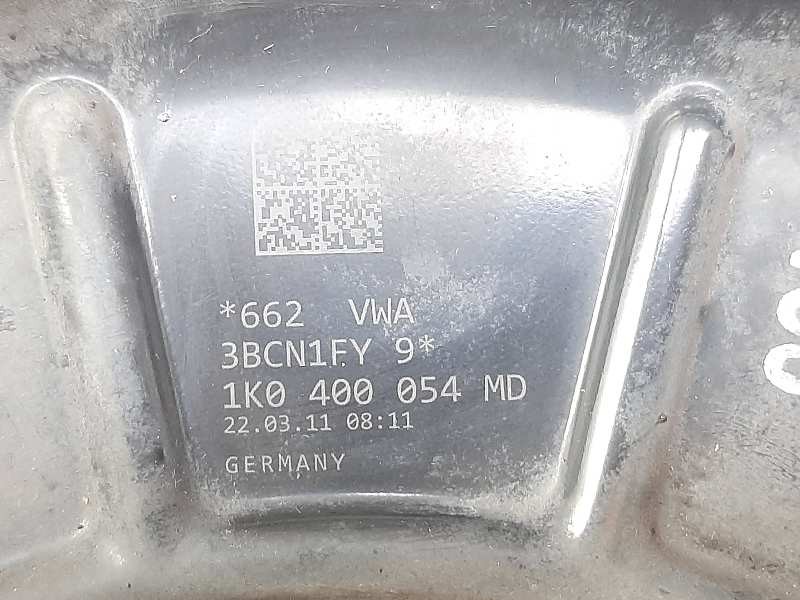 *662 VWA
3BCN1FY 9*
1K0 400 054 MD
22.03.11 08:11
GERMANY